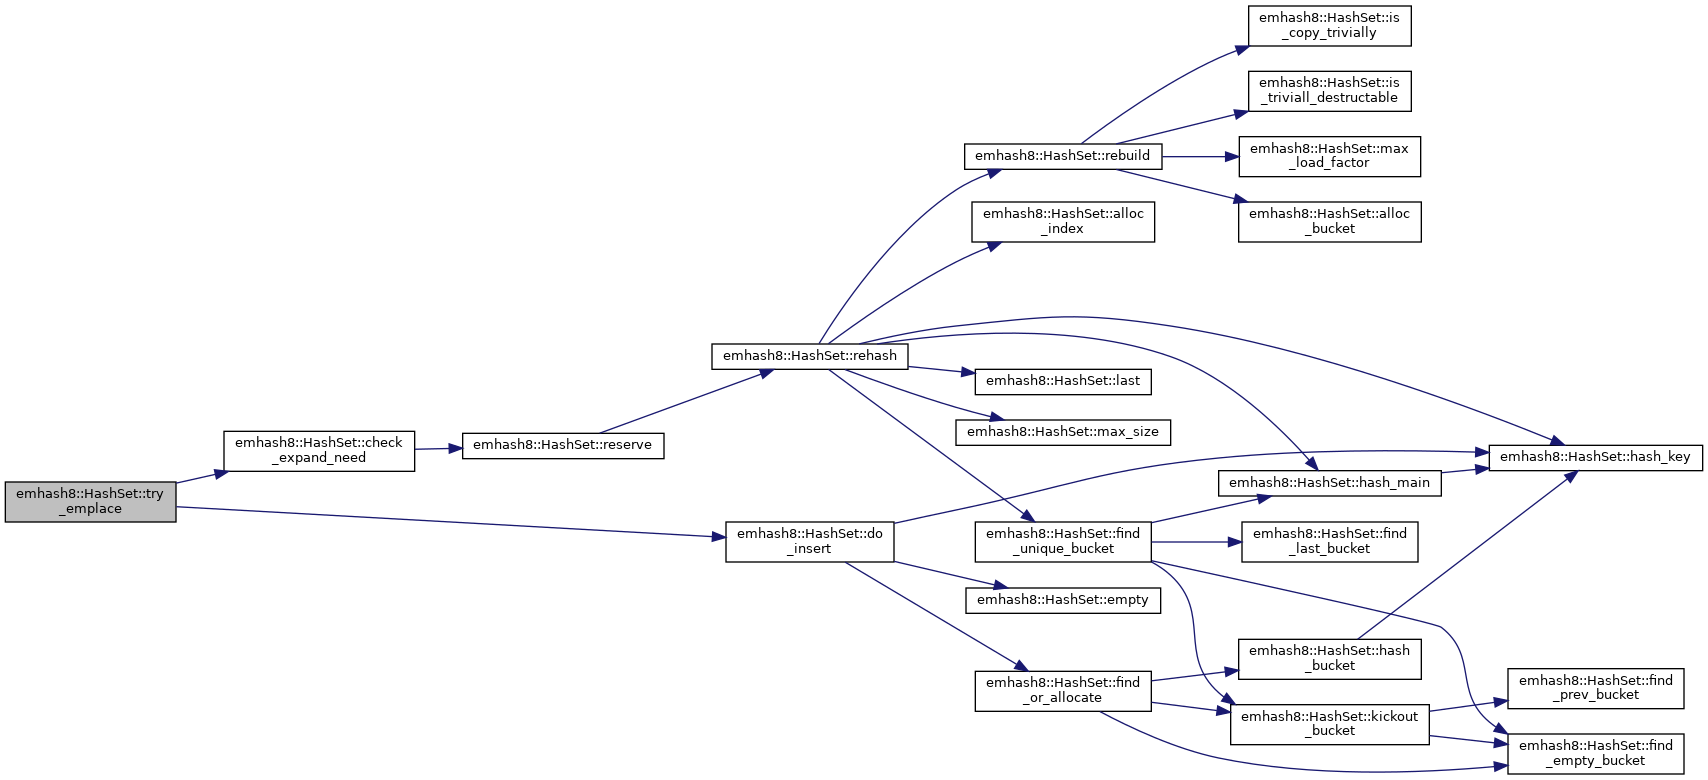 emhash8::HashSet::is
_copy_trivially
emhash8::HashSet::is
_triviall_destructable
emhash8::HashSet::rebuild
emhash8::HashSet::max
_load_factor
emhash8::HashSet::alloc
_index
emhash8::HashSet::alloc
_bucket
emhash8::HashSet::rehash
emhash8::HashSet::last
emhash8::HashSet::max_size
emhash8::HashSet::check
_expand_need
emhash8::HashSet::reserve
emhash8::HashSet::hash_key
emhash8::HashSet::hash_main
emhash8::HashSet::try
_emplace
emhash8::HashSet::do
_insert
emhash8::HashSet::find
_unique_bucket
emhash8::HashSet::find
_last_bucket
emhash8::HashSet::empty
emhash8::HashSet::hash
_bucket
emhash8::HashSet::find
_or_allocate
emhash8::HashSet::find
_prev_bucket
emhash8::HashSet::kickout
_bucket
emhash8::HashSet::find
_empty_bucket